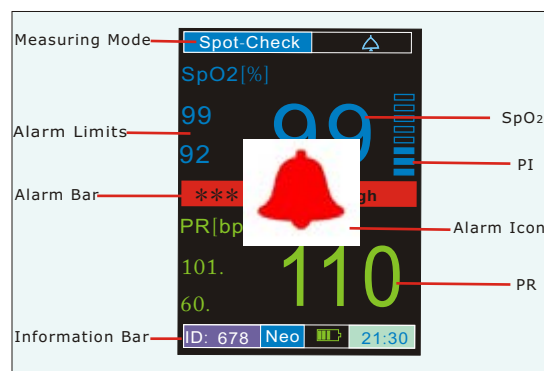 Measuring Mode
Spot-Check
SpO2[%]
99
99
SpO2
Alarm Limits
92
PI
Alarm Bar
***
gh
PR[bp
Alarm Icon
101.
110
PR
60.
Information Bar
ID: 678 Neo 21:30